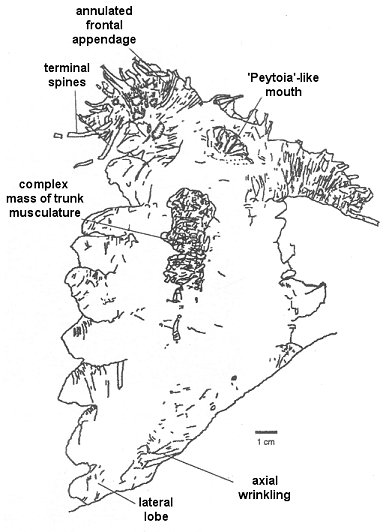 annulated
frontal
appendage
terminal
spines
'Peytoia'-like
mouth
complex
mass of trunk
musculature
1 cm
axial
wrinkling
lateral
lobe